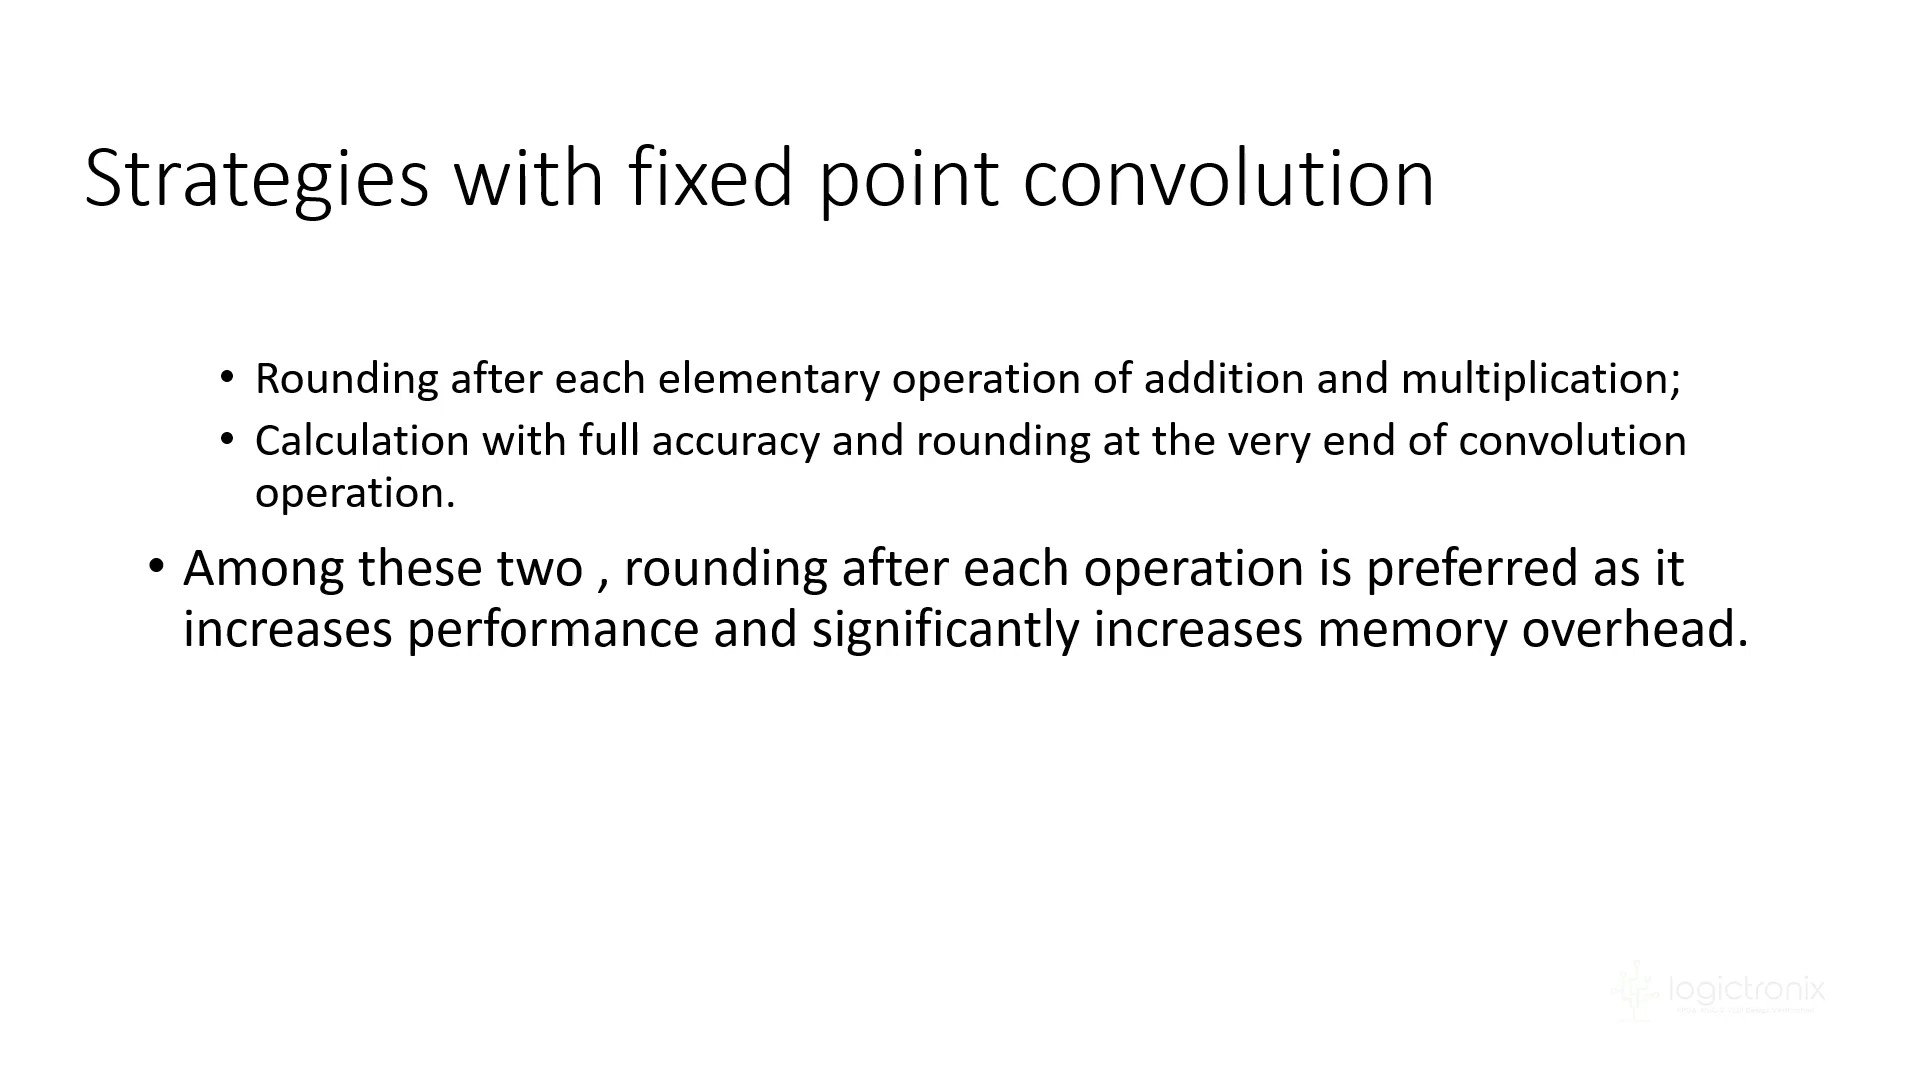 Strategies with fixed point convolution
• Rounding after each elementary operation of addition and multiplication;
• Calculation with full accuracy and rounding at the very end of convolution
operation.
• Among these two , rounding after each operation is preferred as it
increases performance and significantly increases memory overhead.
logictronix